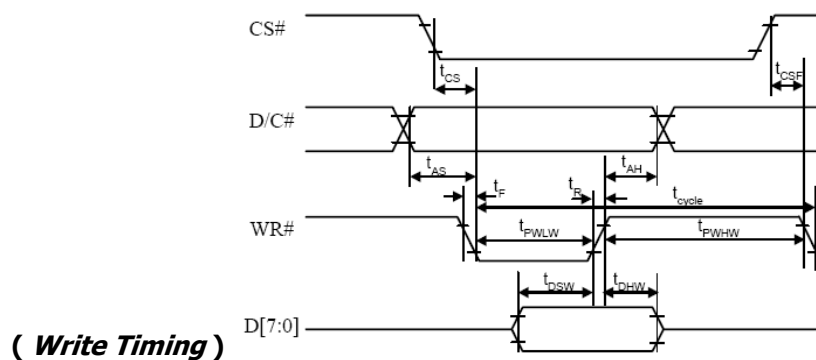 CS#
tCS
tCSF
D/C#
tAS
tAH
tF
tR
tcycle
WR#
tPWLW
tPWHW
tDSW
tDHW
D[7:0]
( Write Timing )